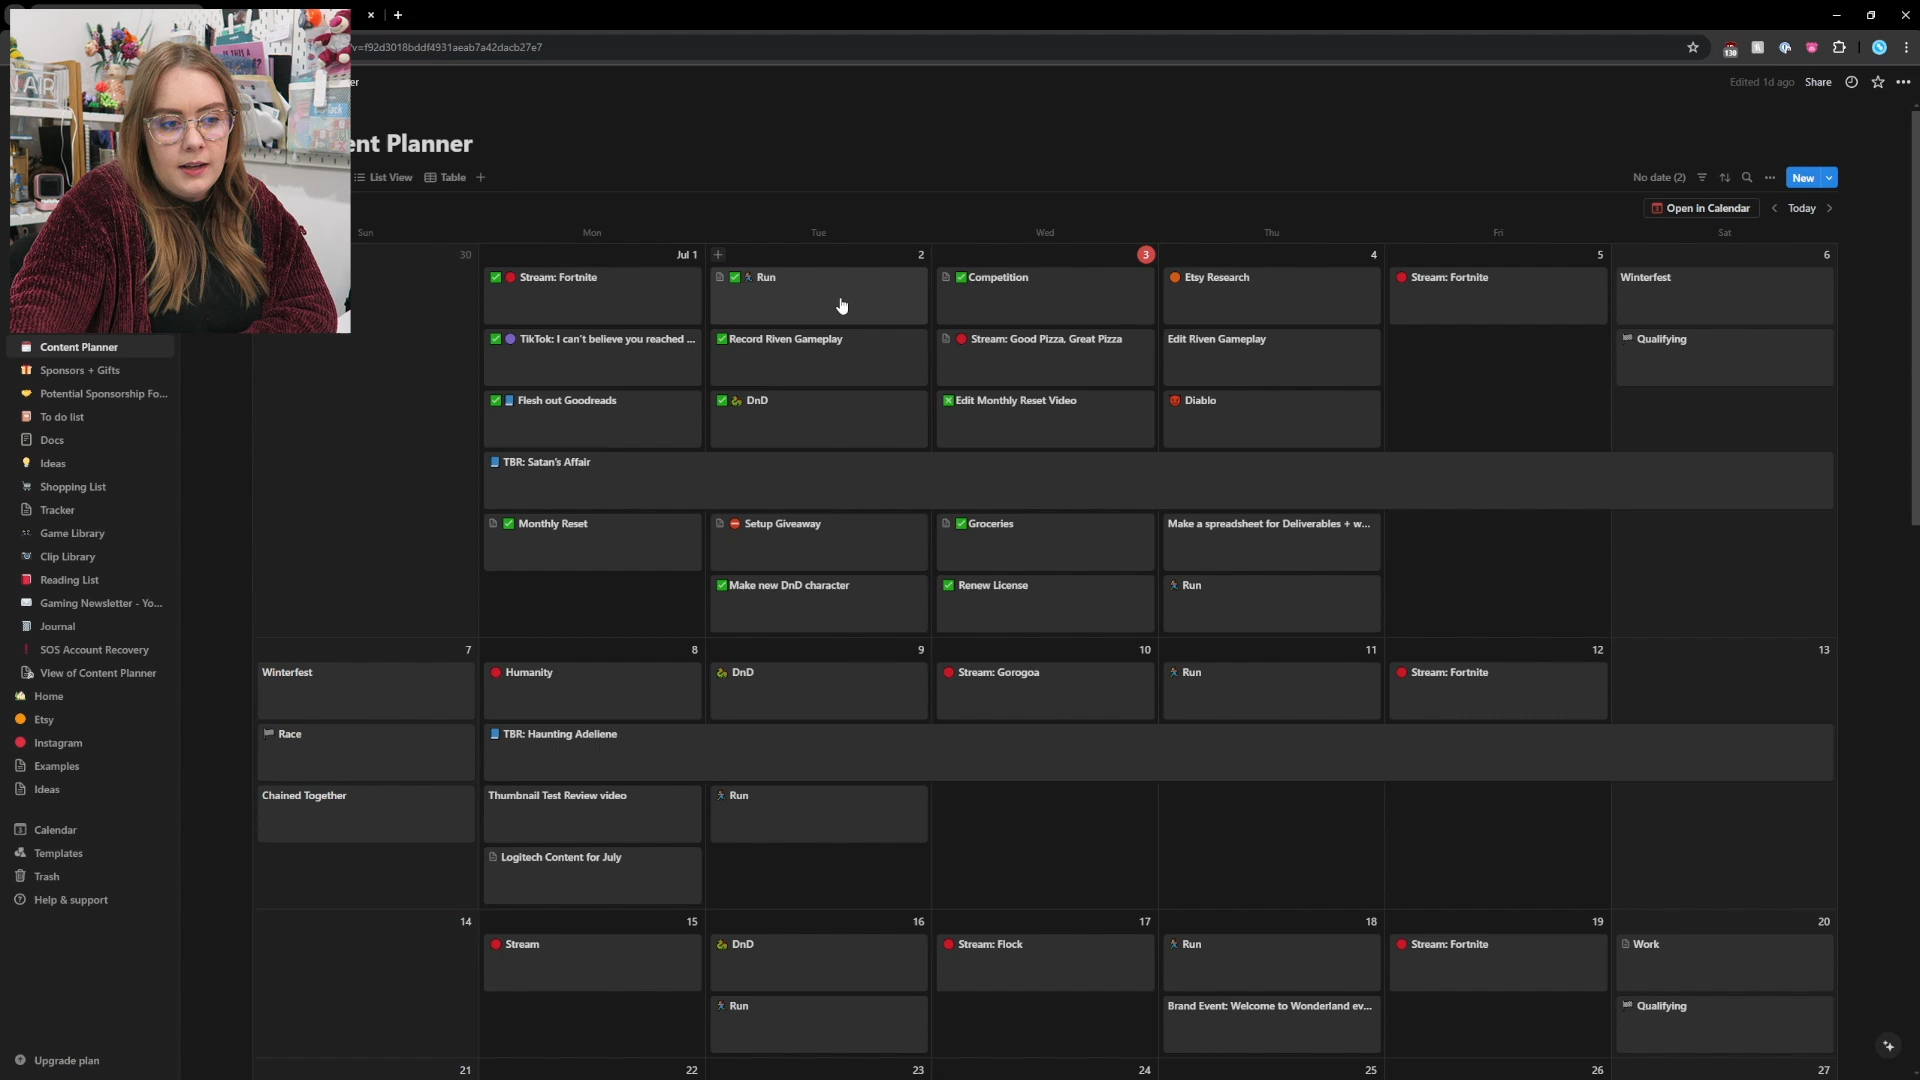 v=f92d3018bddf4931aeab7a42dacb27e7
130
er
Edited 1d ago
Share
ent Planner
List View
Table
No date (2)
New
Open in Calendar
Today
Sun
Mon
Tue
Wed
Thu
Fri
Sat
30
Jul 1
2
3
4
5
6
Stream: Fortnite
Run
Competition
Etsy Research
Stream: Fortnite
Winterfest
TikTok: I can't believe you reached ...
Record Riven Gameplay
Stream: Good Pizza, Great Pizza
Edit Riven Gameplay
Qualifying
Flesh out Goodreads
DnD
Edit Monthly Reset Video
Diablo
TBR: Satan's Affair
Monthly Reset
Setup Giveaway
Groceries
Make a spreadsheet for Deliverables + w...
Make new DnD character
Renew License
Run
7
8
9
10
11
12
13
Winterfest
Humanity
DnD
Stream: Gorogoa
Run
Stream: Fortnite
Race
TBR: Haunting Adeliene
Chained Together
Thumbnail Test Review video
Run
Logitech Content for July
14
15
16
17
18
19
20
Stream
DnD
Stream: Flock
Run
Stream: Fortnite
Work
Run
Brand Event: Welcome to Wonderland ev...
Qualifying
21
22
23
24
25
26
27
Content Planner
Sponsors + Gifts
Potential Sponsorship Fo...
To do list
Docs
Ideas
Shopping List
Tracker
Game Library
Clip Library
Reading List
Gaming Newsletter - Yo...
Journal
SOS Account Recovery
View of Content Planner
Home
Etsy
Instagram
Examples
Ideas
Calendar
Templates
Trash
Help & support
Upgrade plan